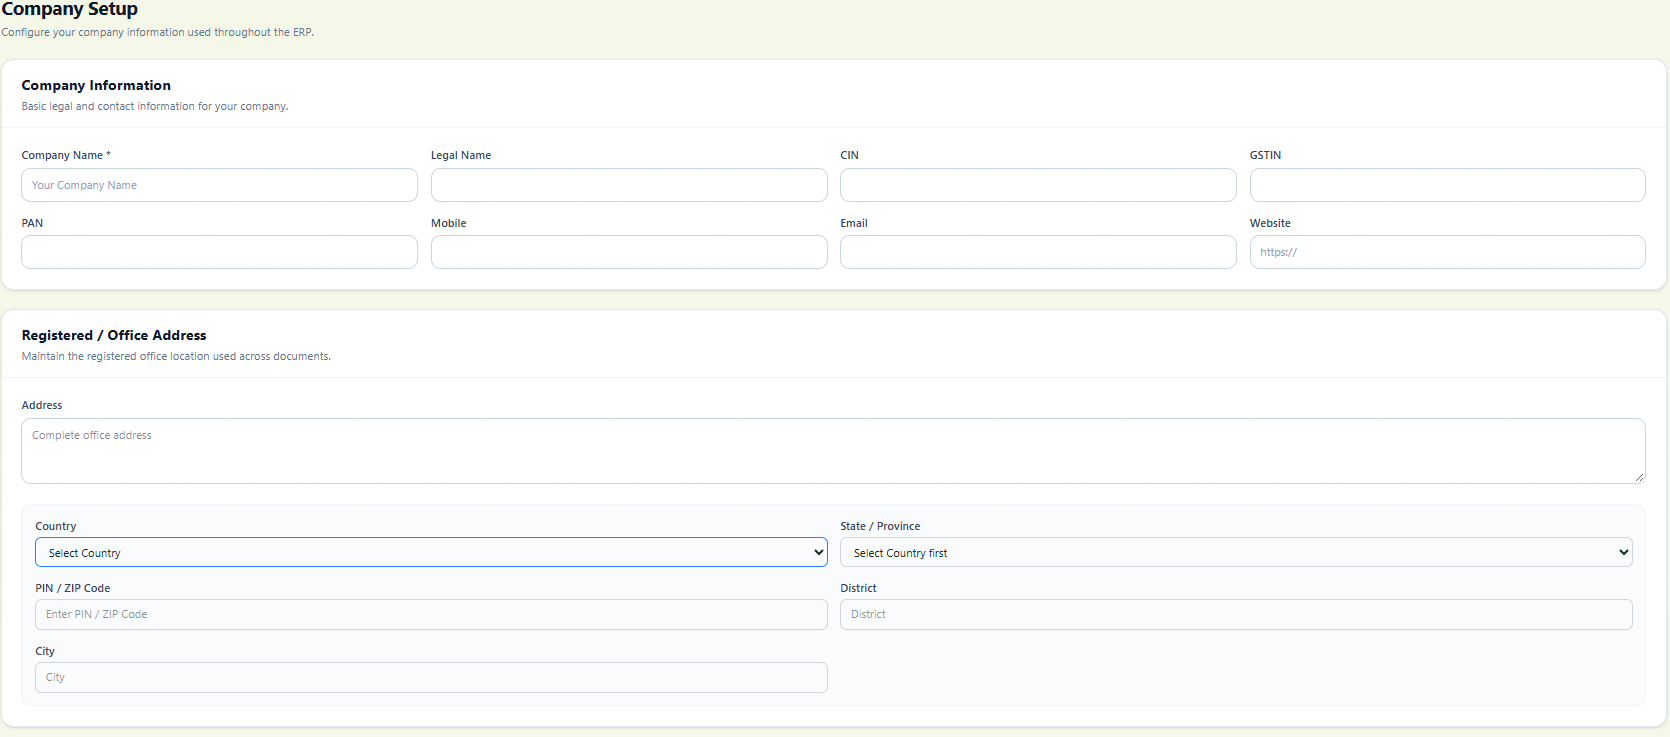 Company Setup
Configure your company information used throughout the ERP.
Company Information
Basic legal and contact information for your company.
Company Name *
Legal Name
CIN
GSTIN
Your Company Name
PAN
Mobile
Email
Website
https://
Registered / Office Address
Maintain the registered office location used across documents.
Address
Complete office address
Country
State / Province
Select Country
Select Country first
PIN / ZIP Code
District
Enter PIN / ZIP Code
District
City
City